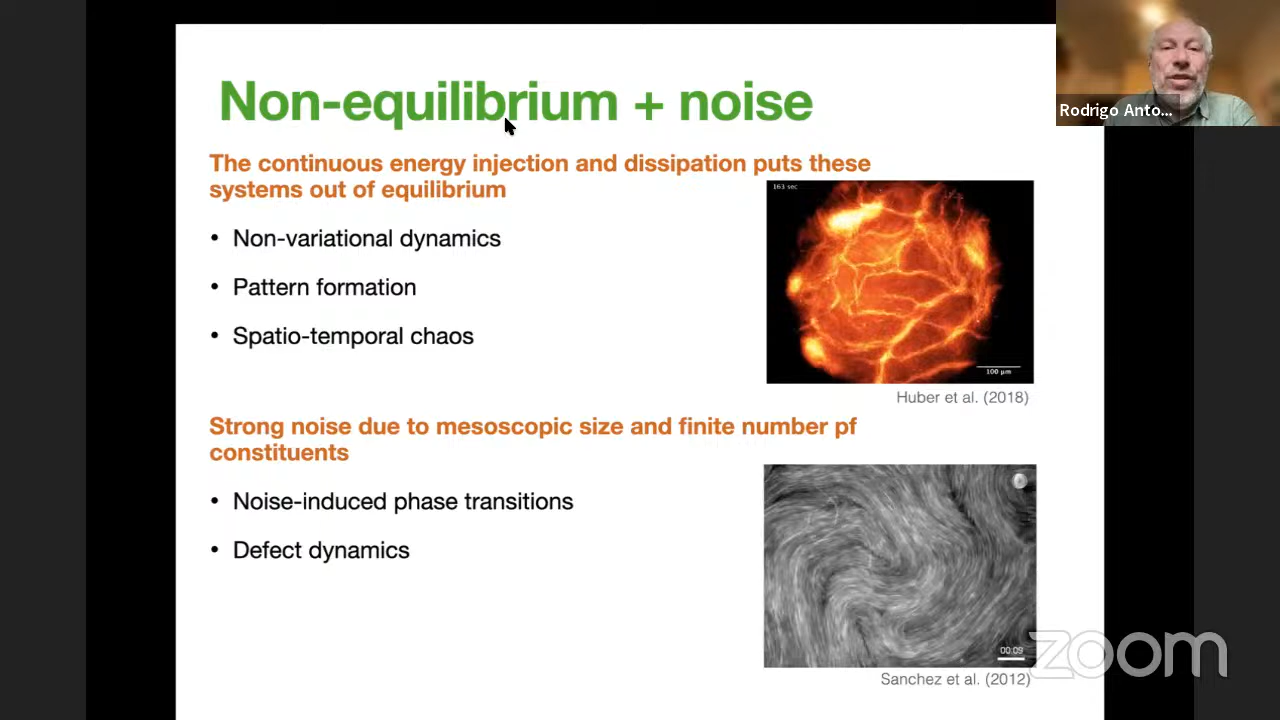 Non-equilibrium + noise
Rodrigo Anto...
The continuous energy injection and dissipation puts these
systems out of equilibrium
• Non-variational dynamics
• Pattern formation
• Spatio-temporal chaos
163 sec
100 μm
Huber et al. (2018)
Strong noise due to mesoscopic size and finite number pf
constituents
• Noise-induced phase transitions
• Defect dynamics
00:09
zoom
Sanchez et al. (2012)